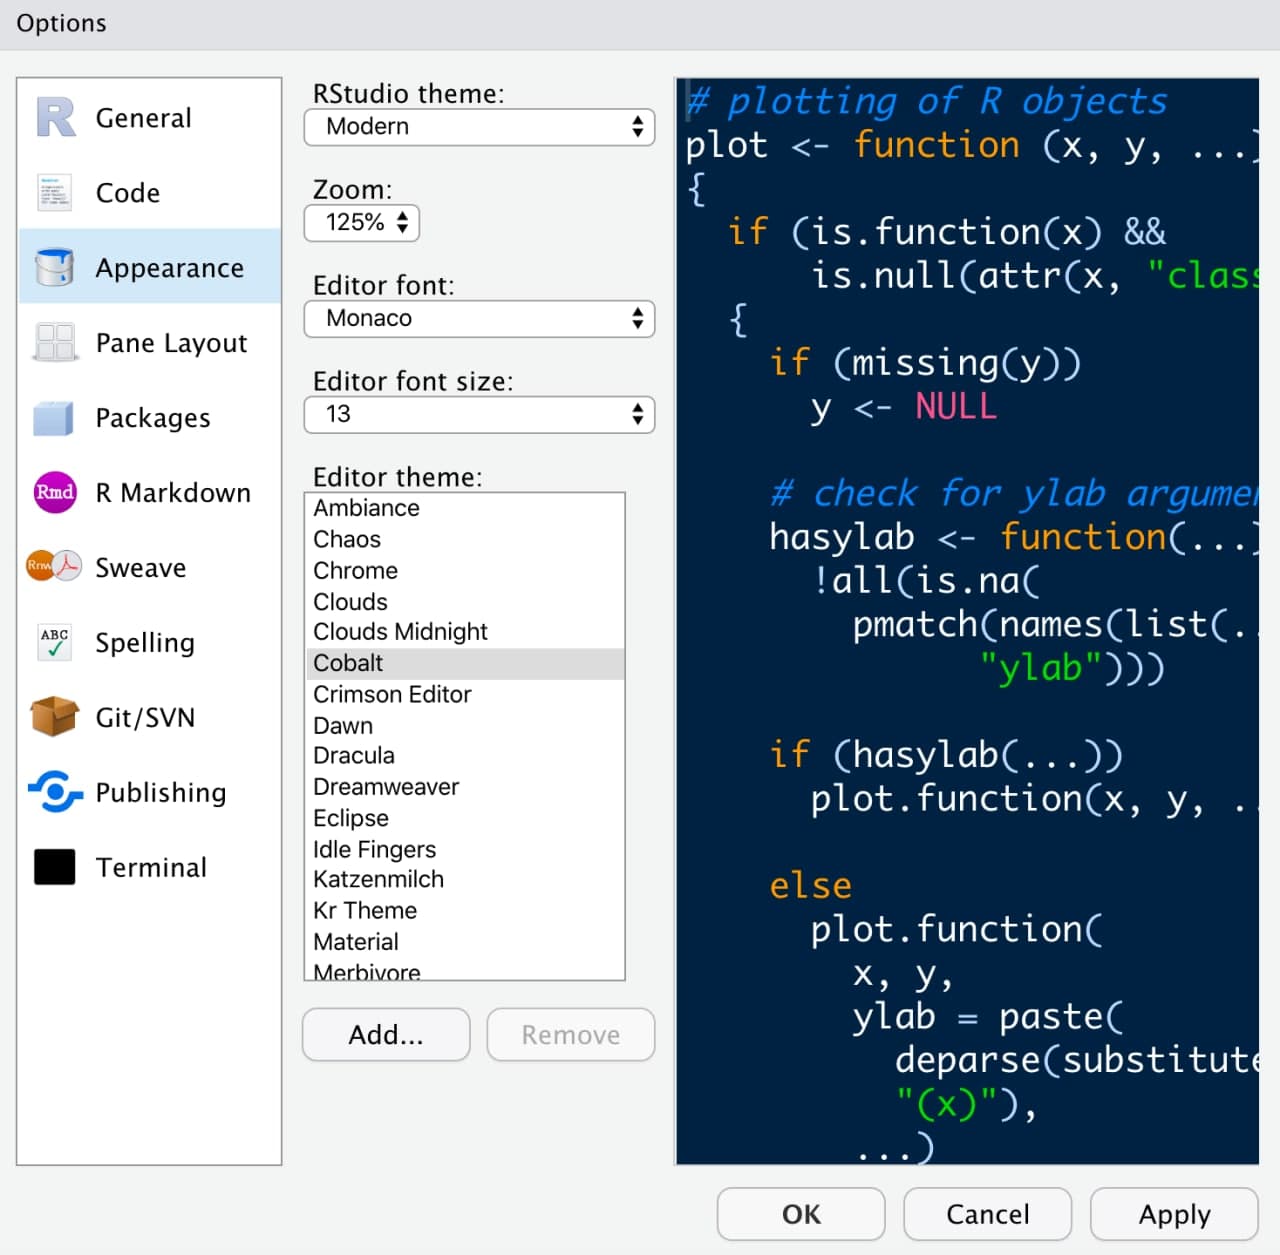 Options
General
Code
Appearance
Pane Layout
Packages
Rmd R Markdown
Rnw Sweave
ABC Spelling
Git/SVN
Publishing
Terminal
RStudio theme:
Modern
Zoom:
125%
Editor font:
Monaco
Editor font size:
13
Editor theme:
Ambiance
Chaos
Chrome
Clouds
Clouds Midnight
Cobalt
Crimson Editor
Dawn
Dracula
Dreamweaver
Eclipse
Idle Fingers
Katzenmilch
Kr Theme
Material
Merbivore
Add...
Remove
# plotting of R objects
plot <- function (x, y, ...)
{
if (is.function(x) &&
is.null(attr(x, "class
{
if (missing(y))
y <- NULL
# check for ylab argumen
hasylab <- function(...)
!all(is.na(
pmatch(names(list(..
"ylab")))
if (hasylab(...))
plot.function(x, y, ..
else
plot.function(
x, y,
ylab = paste(
deparse(substitute
"(x)"),
...)
OK
Cancel
Apply